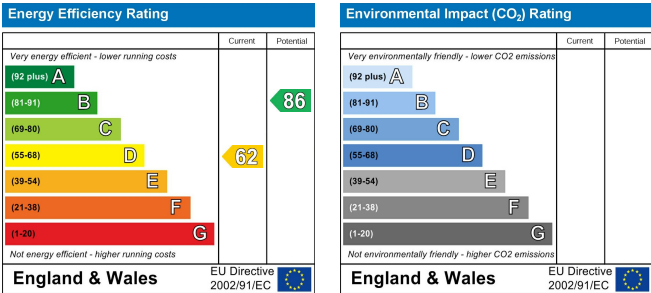 Energy Efficiency Rating
Current Potential
Very energy efficient - lower running costs
(92 plus) A
(81-91) B
86
(69-80) C
(55-68) D
62
(39-54) E
(21-38) F
(1-20) G
Not energy efficient - higher running costs
England & Wales
EU Directive
2002/91/EC
Environmental Impact (CO₂) Rating
Current Potential
Very environmentally friendly - lower CO2 emissions
(92 plus) A
(81-91) B
(69-80) C
(55-68) D
(39-54) E
(21-38) F
(1-20) G
Not environmentally friendly - higher CO2 emissions
England & Wales
EU Directive
2002/91/EC